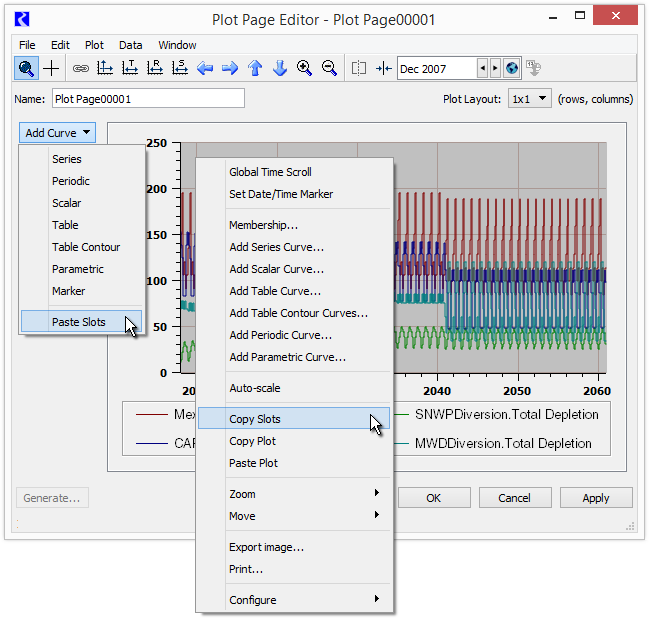 Plot Page Editor - Plot Page00001
File Edit Plot Data Window
Dec 2007
Name: Plot Page00001 Plot Layout: 1x1 (rows, columns)
Add Curve
Series
Periodic
Scalar
Table
Table Contour
Parametric
Marker
Paste Slots
250
200
150
100
50
0
Global Time Scroll
Set Date/Time Marker
Membership...
Add Series Curve...
Add Scalar Curve...
Add Table Curve...
Add Table Contour Curves...
Add Periodic Curve...
Add Parametric Curve...
Auto-scale
Copy Slots
Copy Plot
Paste Plot
Zoom
Move
Export image...
Print...
Configure
20 2040 2050 2060
Mex SNWPDiversion.Total Depletion
CAP MWDDiversion.Total Depletion
Generate... OK Cancel Apply